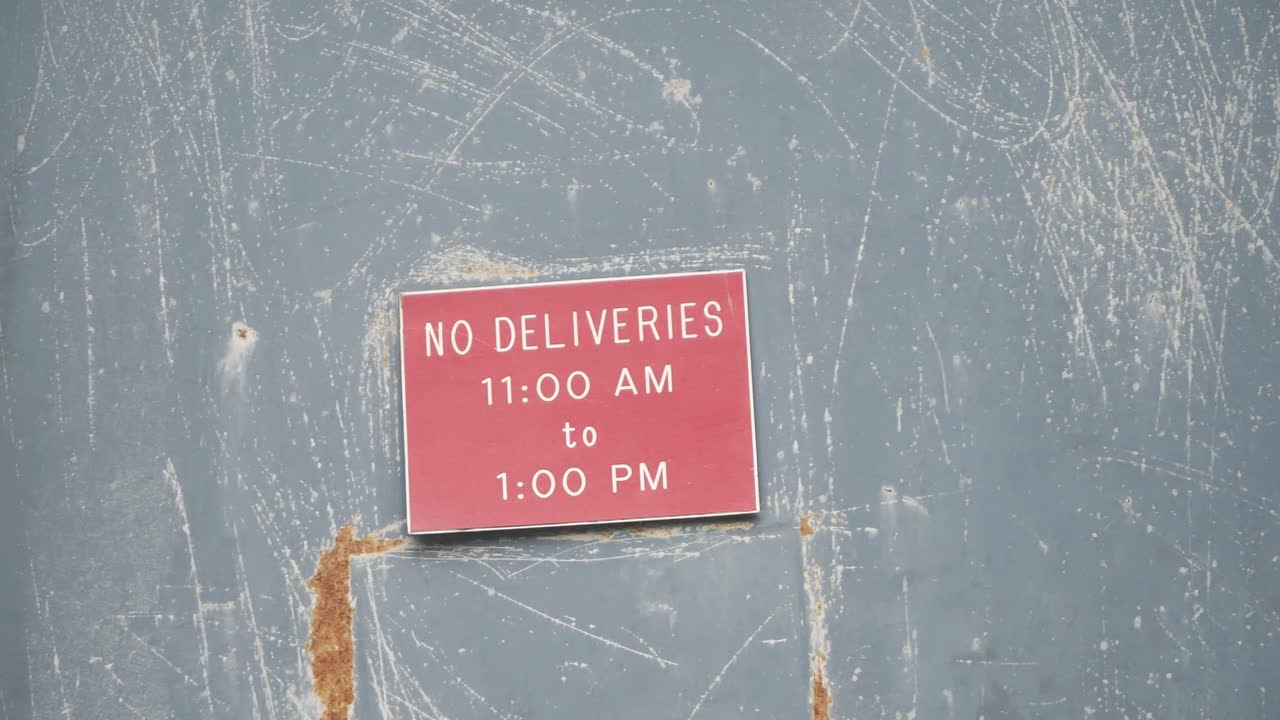 NO DELIVERIES
11:00 AM
to
1:00 PM